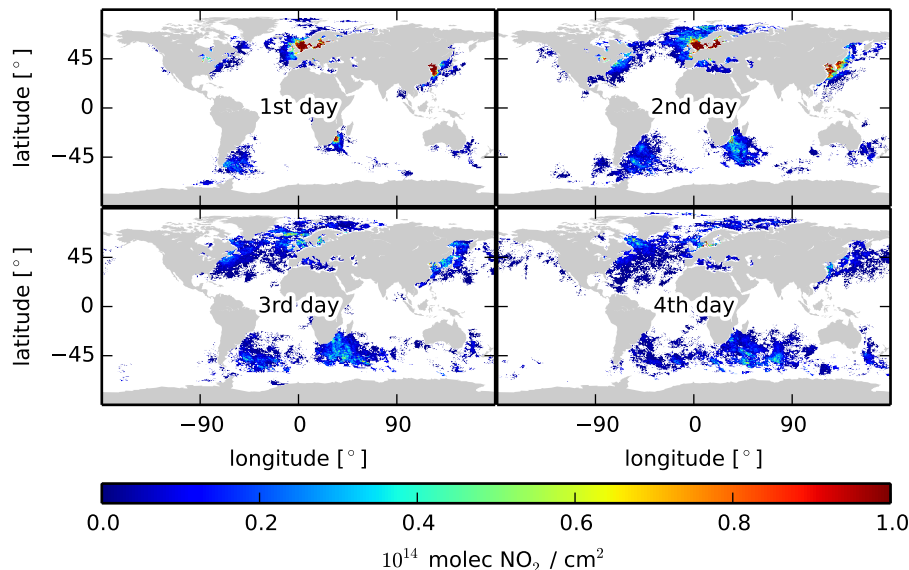 latitude [°]
45
0
−45
1st day
2nd day
latitude [°]
45
0
−45
3rd day
4th day
−90 0 90
−90 0 90
longitude [°]
longitude [°]
0.0 0.2 0.4 0.6 0.8 1.0
10¹⁴ molec NO₂ / cm²